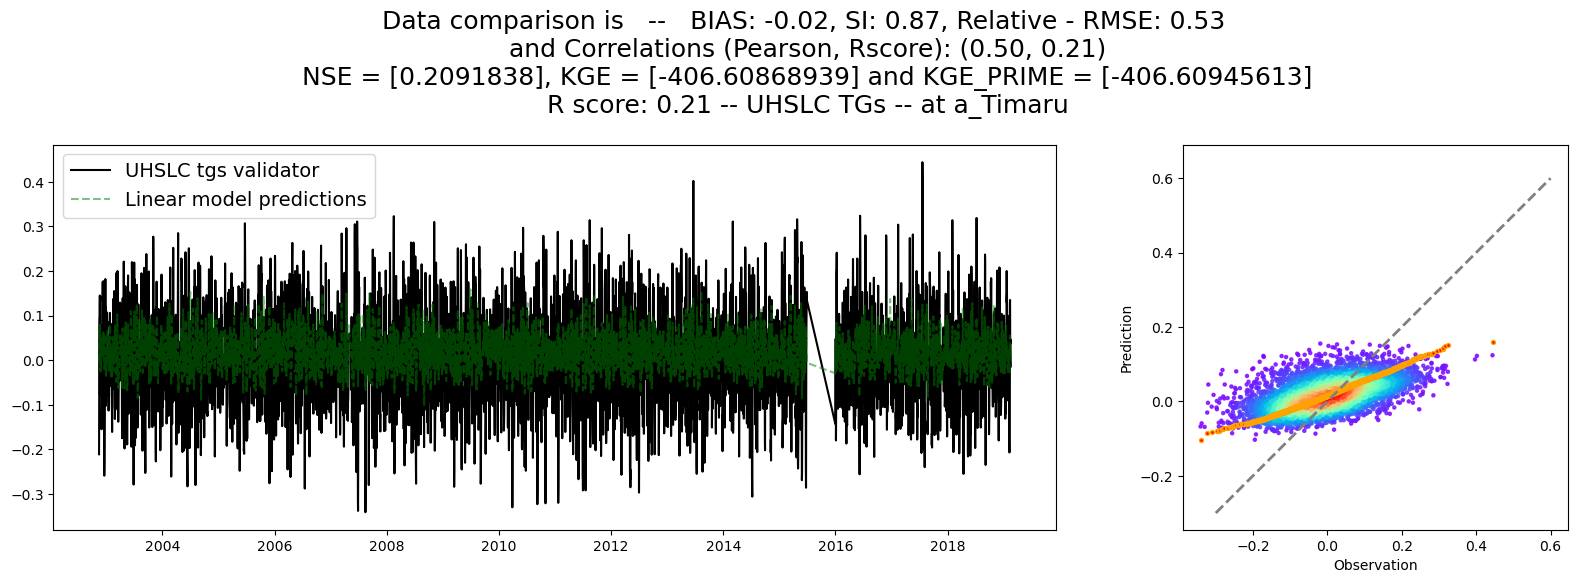 Data comparison is   --   BIAS: -0.02, SI: 0.87, Relative - RMSE: 0.53
and Correlations (Pearson, Rscore): (0.50, 0.21)
NSE = [0.2091838], KGE = [-406.60868939] and KGE_PRIME = [-406.60945613]
R score: 0.21 -- UHSLC TGs -- at a_Timaru
UHSLC tgs validator
Linear model predictions
0.4
0.3
0.2
0.1
0.0
−0.1
−0.2
−0.3
2004 2006 2008 2010 2012 2014 2016 2018
Prediction
0.6
0.4
0.2
0.0
−0.2
−0.2 0.0 0.2 0.4 0.6
Observation